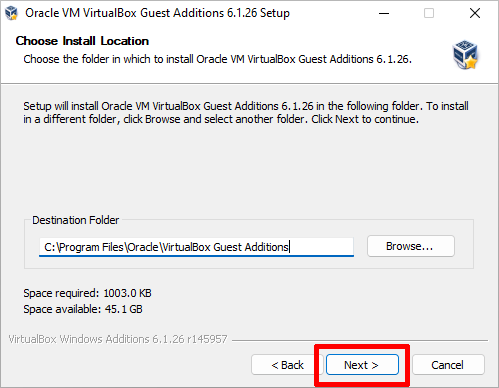 Oracle VM VirtualBox Guest Additions 6.1.26 Setup
Choose Install Location
Choose the folder in which to install Oracle VM VirtualBox Guest Additions 6.1.26.
Setup will install Oracle VM VirtualBox Guest Additions 6.1.26 in the following folder. To install
in a different folder, click Browse and select another folder. Click Next to continue.
Destination Folder
C:\Program Files\Oracle\VirtualBox Guest Additions
Browse...
Space required: 1003.0 KB
Space available: 45.1 GB
VirtualBox Windows Additions 6.1.26 r145957
< Back Next > Cancel